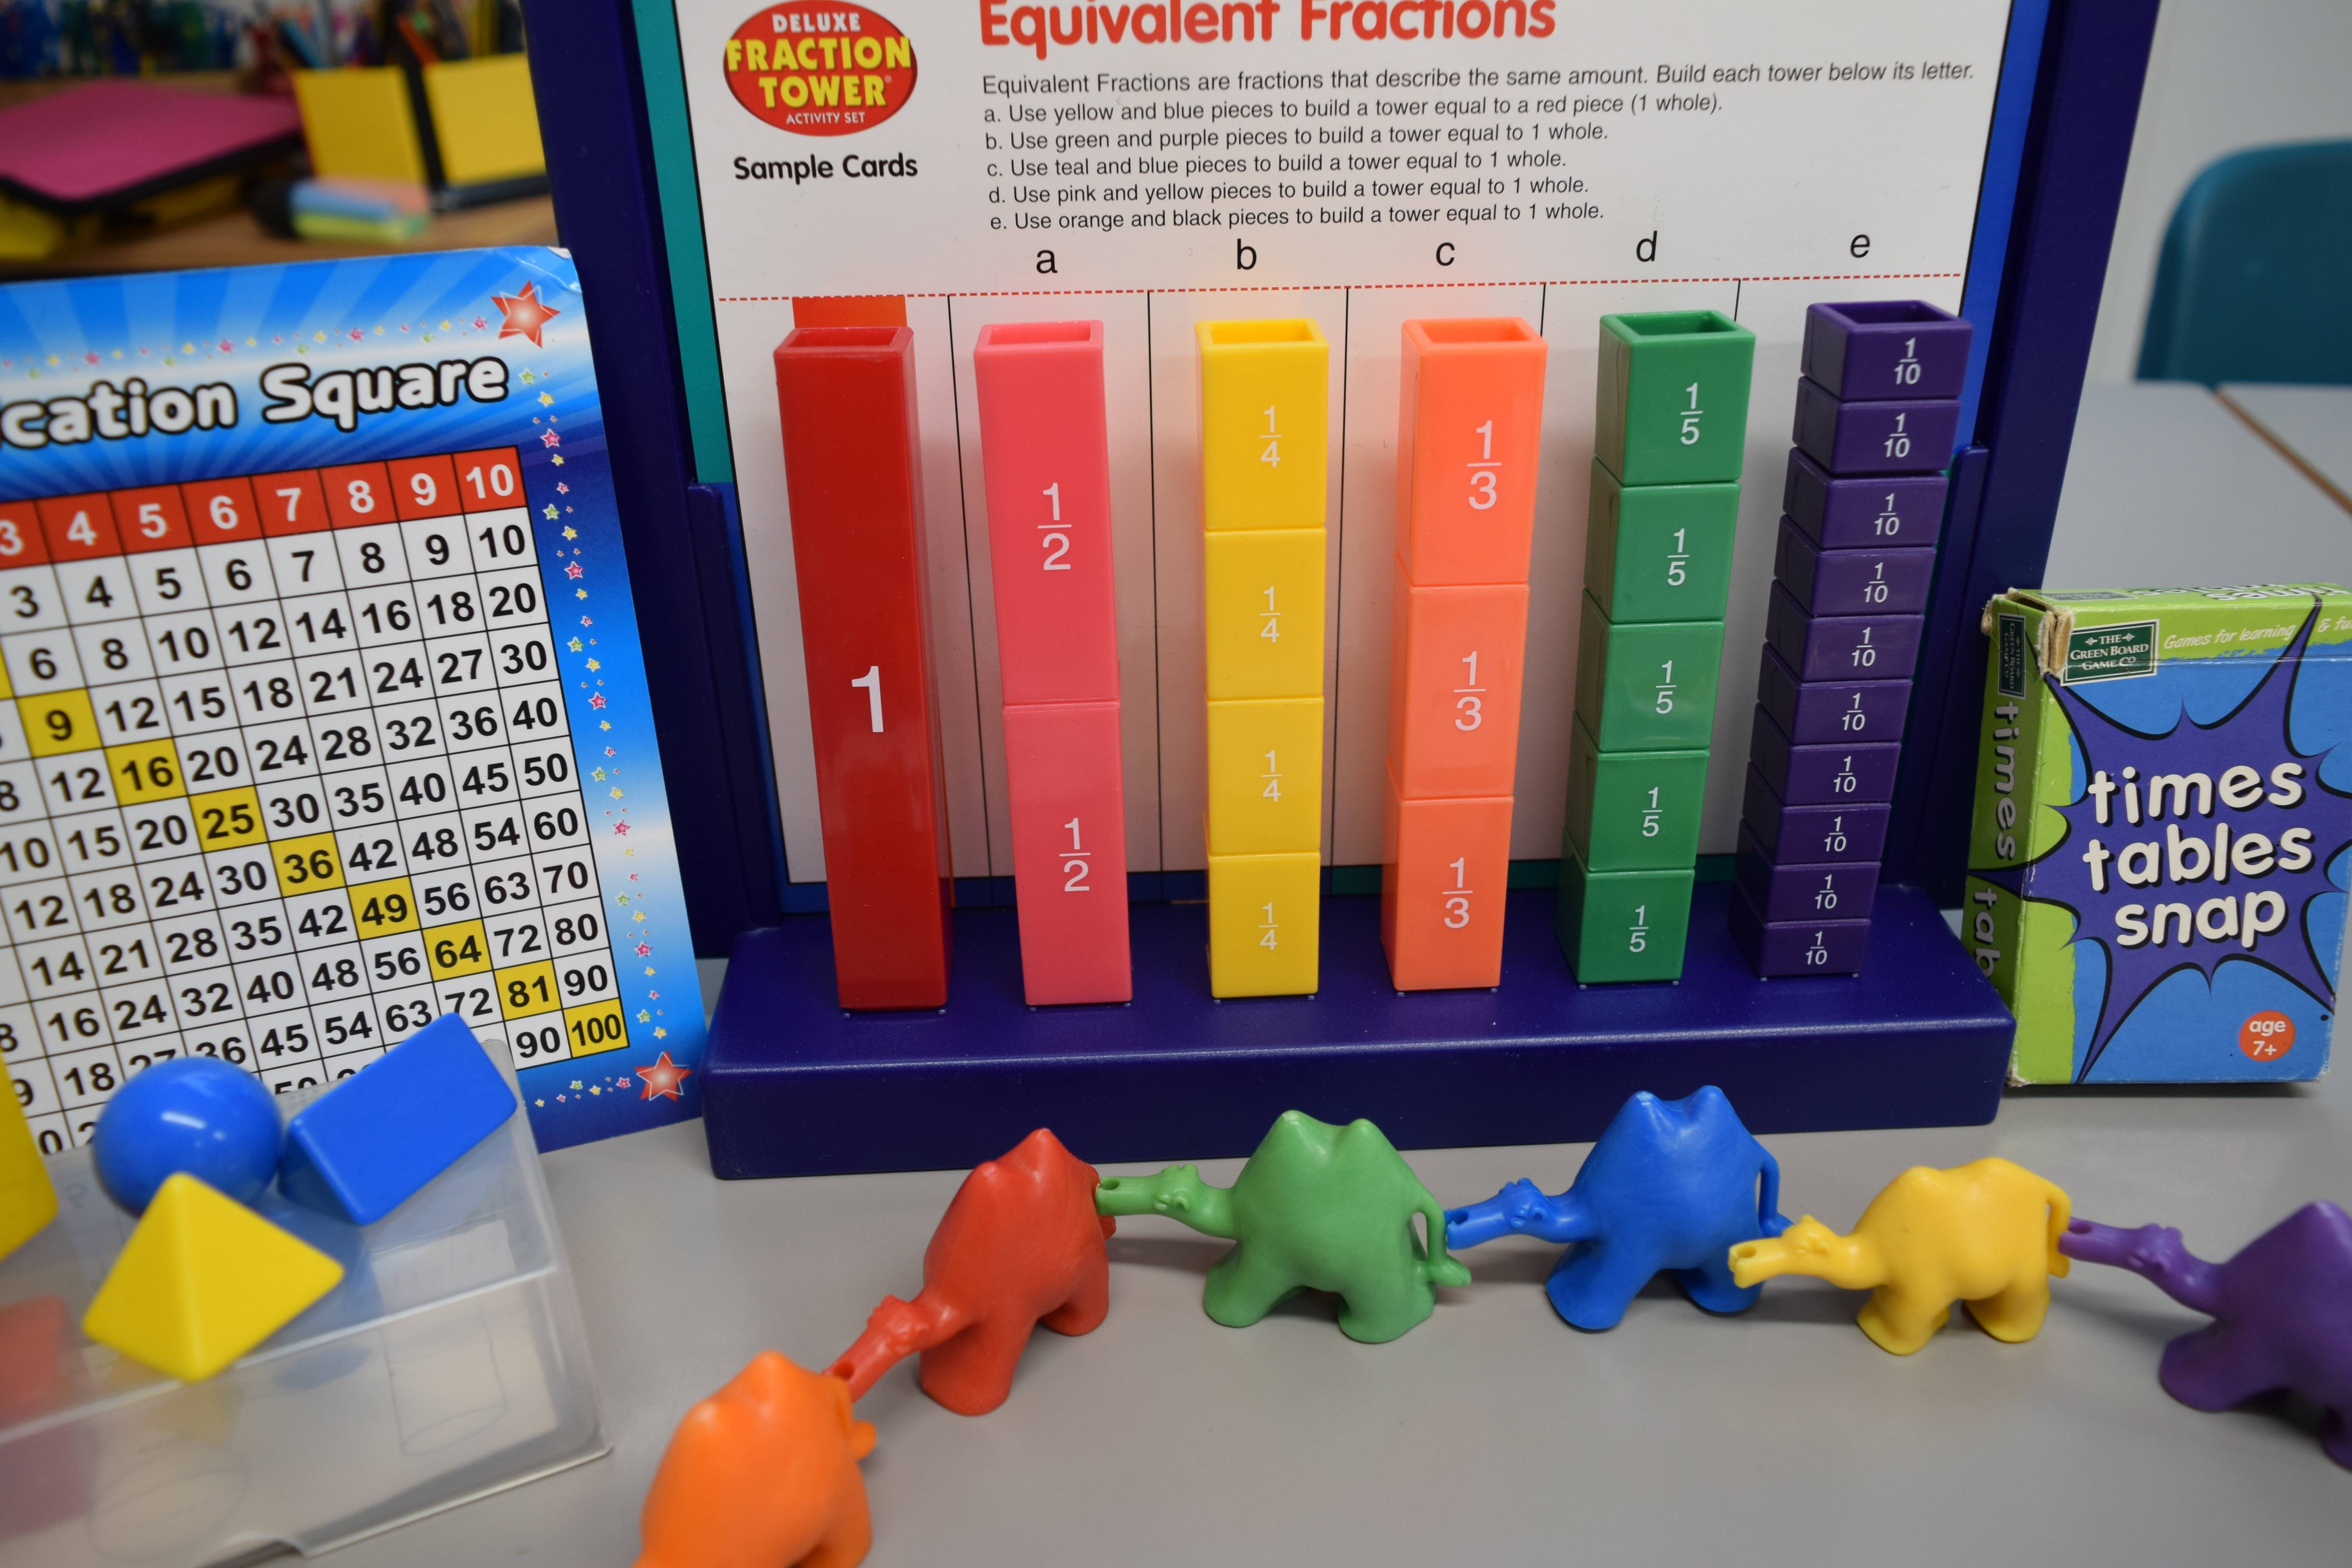 DELUXE
FRACTION
TOWER®
ACTIVITY SET
Sample Cards
Equivalent Fractions
Equivalent Fractions are fractions that describe the same amount. Build each tower below its letter.
a. Use yellow and blue pieces to build a tower equal to a red piece (1 whole).
b. Use green and purple pieces to build a tower equal to 1 whole.
c. Use teal and blue pieces to build a tower equal to 1 whole.
d. Use pink and yellow pieces to build a tower equal to 1 whole.
e. Use orange and black pieces to build a tower equal to 1 whole.
a b c d e
1
1/2
1/2
1/4
1/4
1/4
1/4
1/3
1/3
1/3
1/5
1/5
1/5
1/5
1/5
1/10
1/10
1/10
1/10
1/10
1/10
1/10
1/10
1/10
1/10
cation Square
3 4 5 6 7 8 9 10
3 4 5 6 7 8 9 10
6 8 10 12 14 16 18 20
9 12 15 18 21 24 27 30
8 12 16 20 24 28 32 36 40
10 15 20 25 30 35 40 45 50
12 18 24 30 36 42 48 54 60
14 21 28 35 42 49 56 63 70
16 24 32 40 48 56 64 72 80
18 27 36 45 54 63 72 81 90
90 100
THE
GREEN BOARD
GAME CO
Games for learning & fu
times
tables
snap
age
7+
times tab